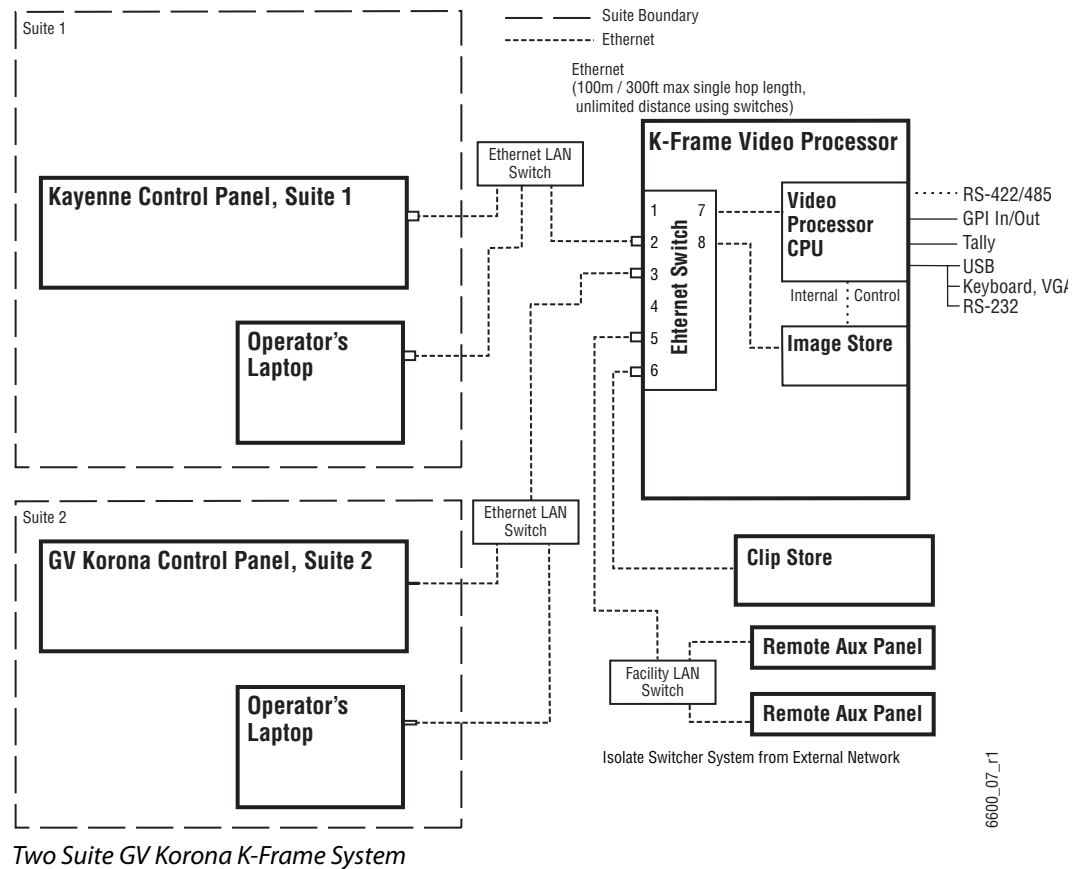 Suite 1
Suite Boundary
Ethernet
Ethernet
(100m / 300ft max single hop length,
unlimited distance using switches)
Kayenne Control Panel, Suite 1
Operator's
Laptop
Ethernet LAN
Switch
K-Frame Video Processor
1 7
2 8
3
4
5
6
Ehternet Switch
Video
Processor
CPU
Internal Control
Image Store
RS-422/485
GPI In/Out
Tally
USB
Keyboard, VGA
RS-232
Suite 2
GV Korona Control Panel, Suite 2
Operator's
Laptop
Ethernet LAN
Switch
Clip Store
Remote Aux Panel
Facility LAN
Switch
Remote Aux Panel
Isolate Switcher System from External Network
6600_07_r1
Two Suite GV Korona K-Frame System